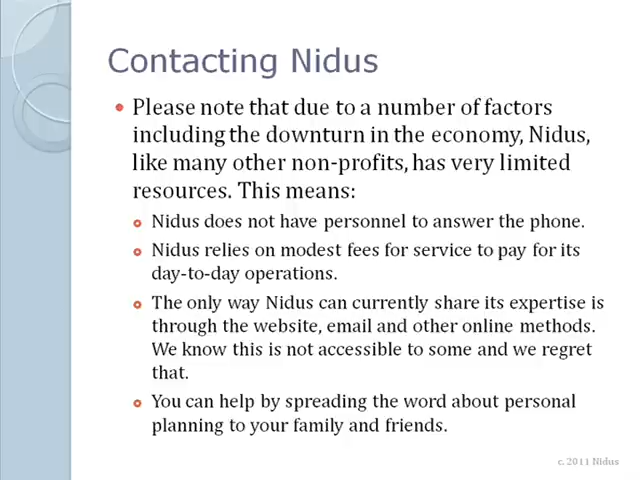 Contacting Nidus
Please note that due to a number of factors
including the downturn in the economy, Nidus,
like many other non-profits, has very limited
resources. This means:
Nidus does not have personnel to answer the phone.
Nidus relies on modest fees for service to pay for its
day-to-day operations.
The only way Nidus can currently share its expertise is
through the website, email and other online methods.
We know this is not accessible to some and we regret
that.
You can help by spreading the word about personal
planning to your family and friends.
c. 2011 Nidus